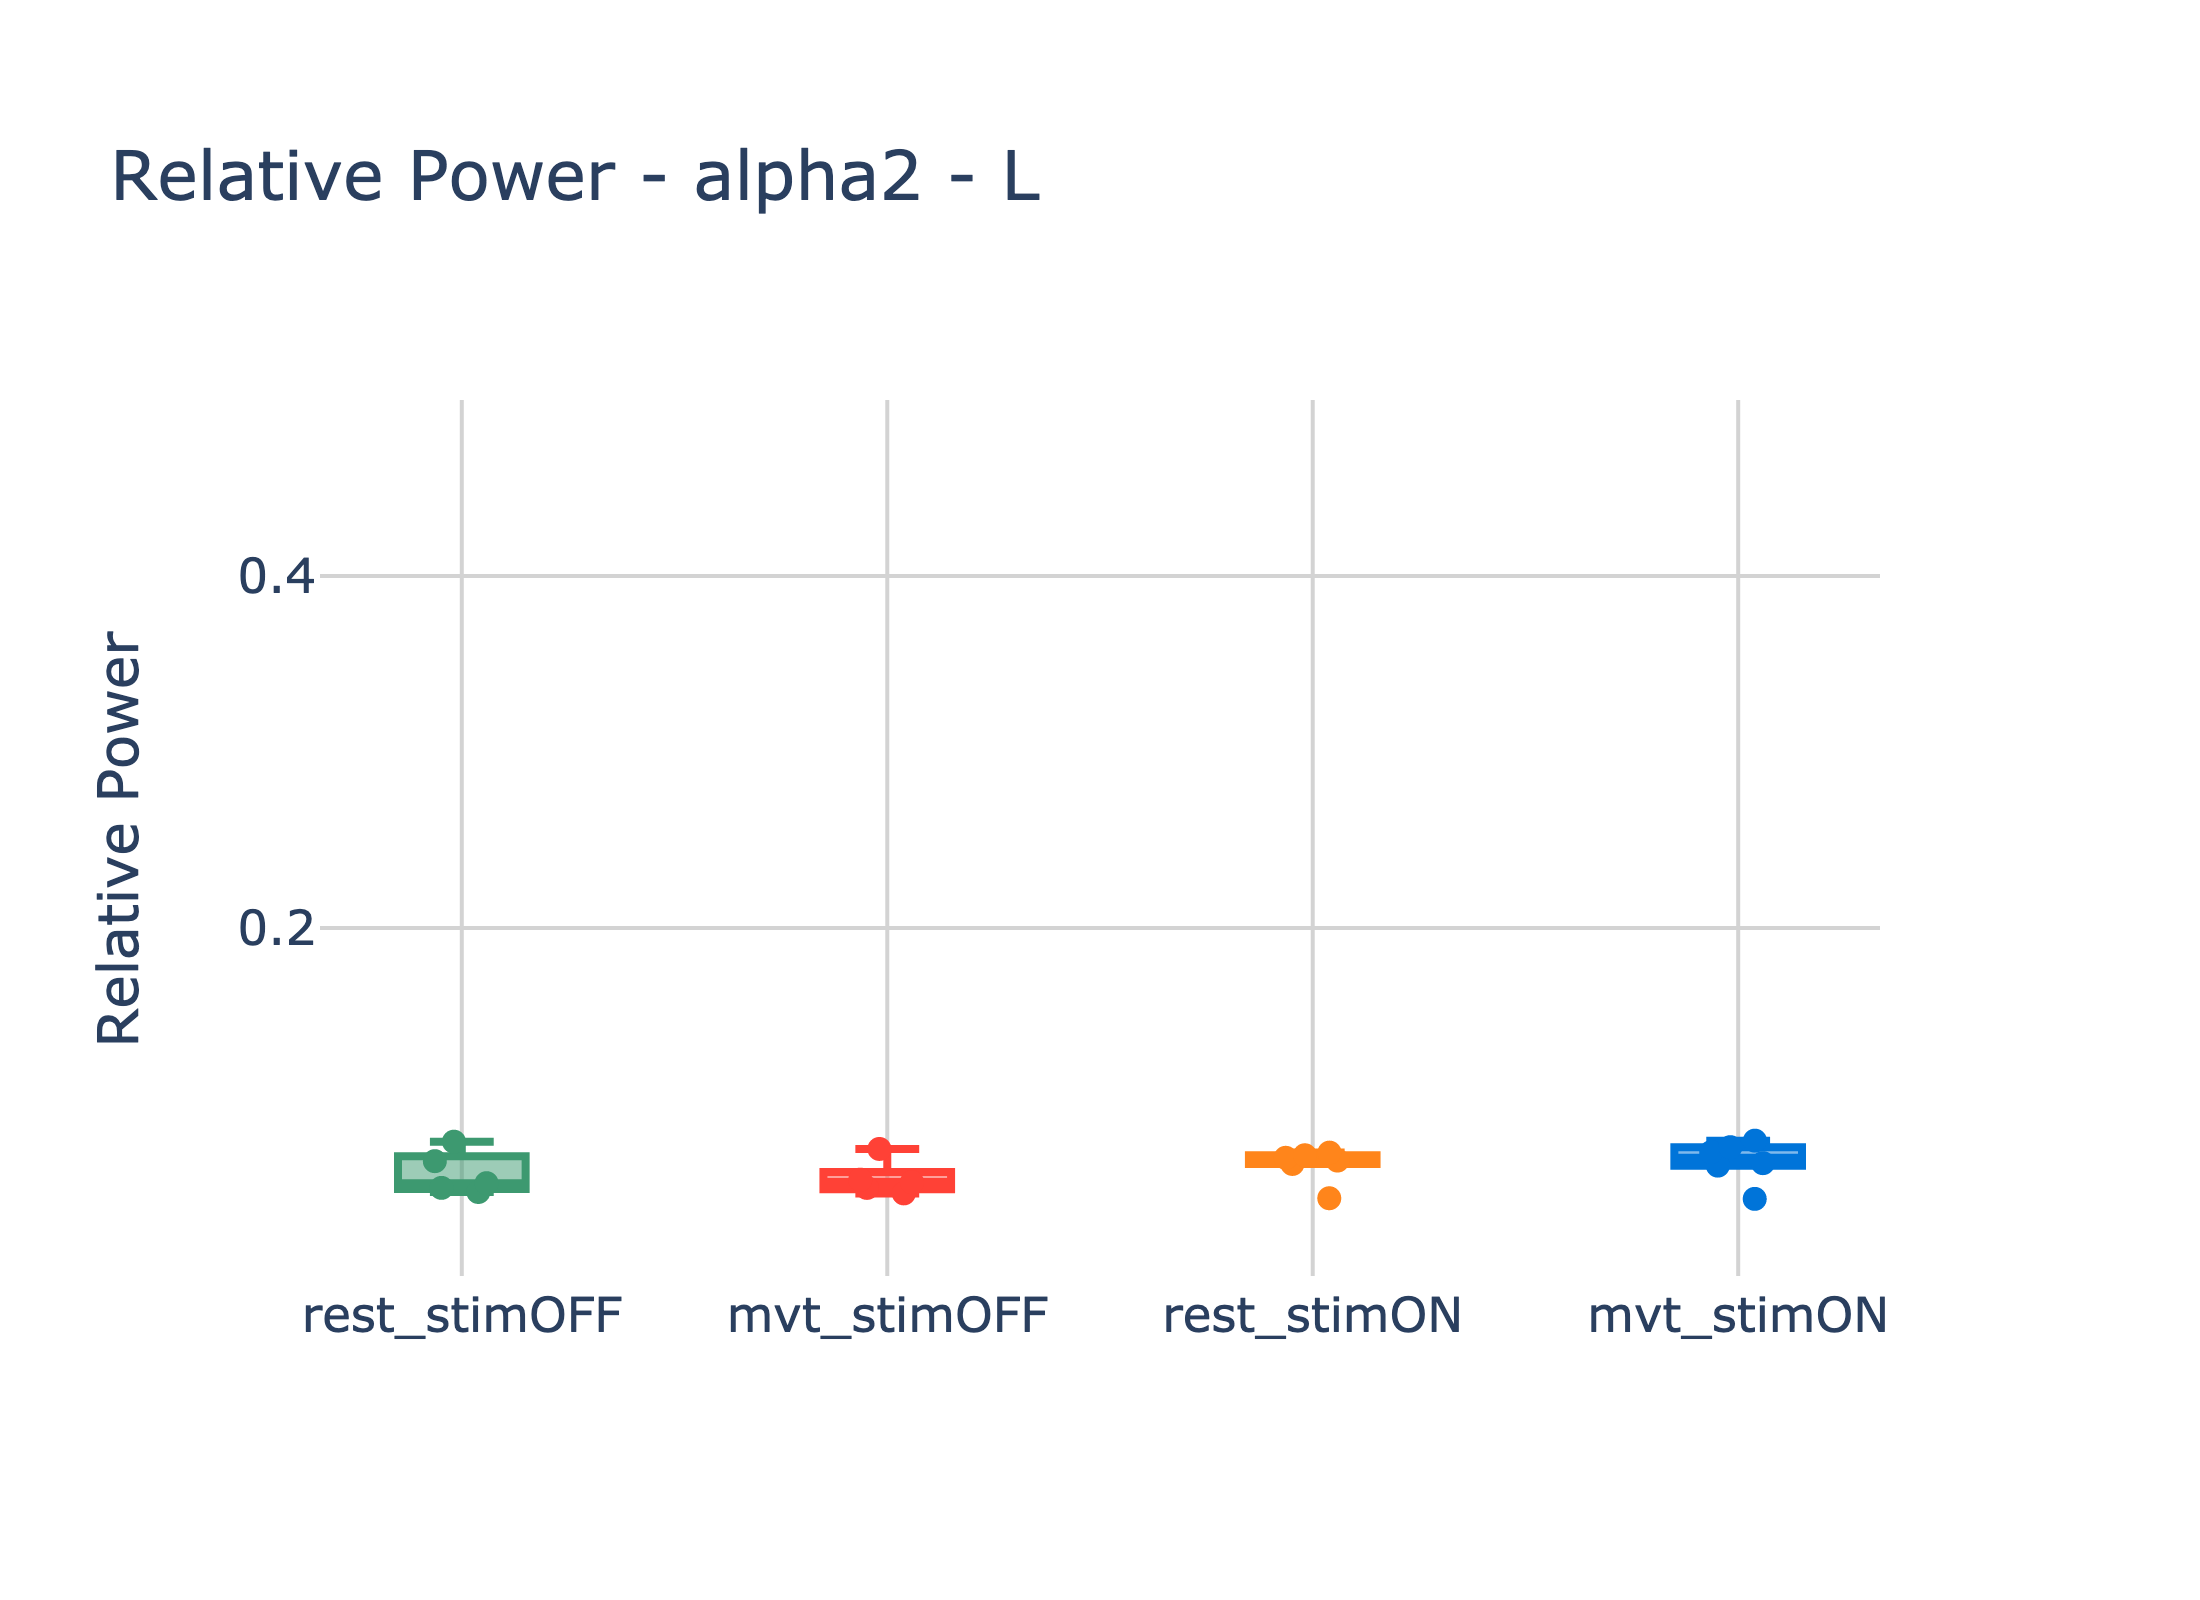 Relative Power - alpha2 - L
Relative Power
0.4
0.2
rest_stimOFF
mvt_stimOFF
rest_stimON
mvt_stimON